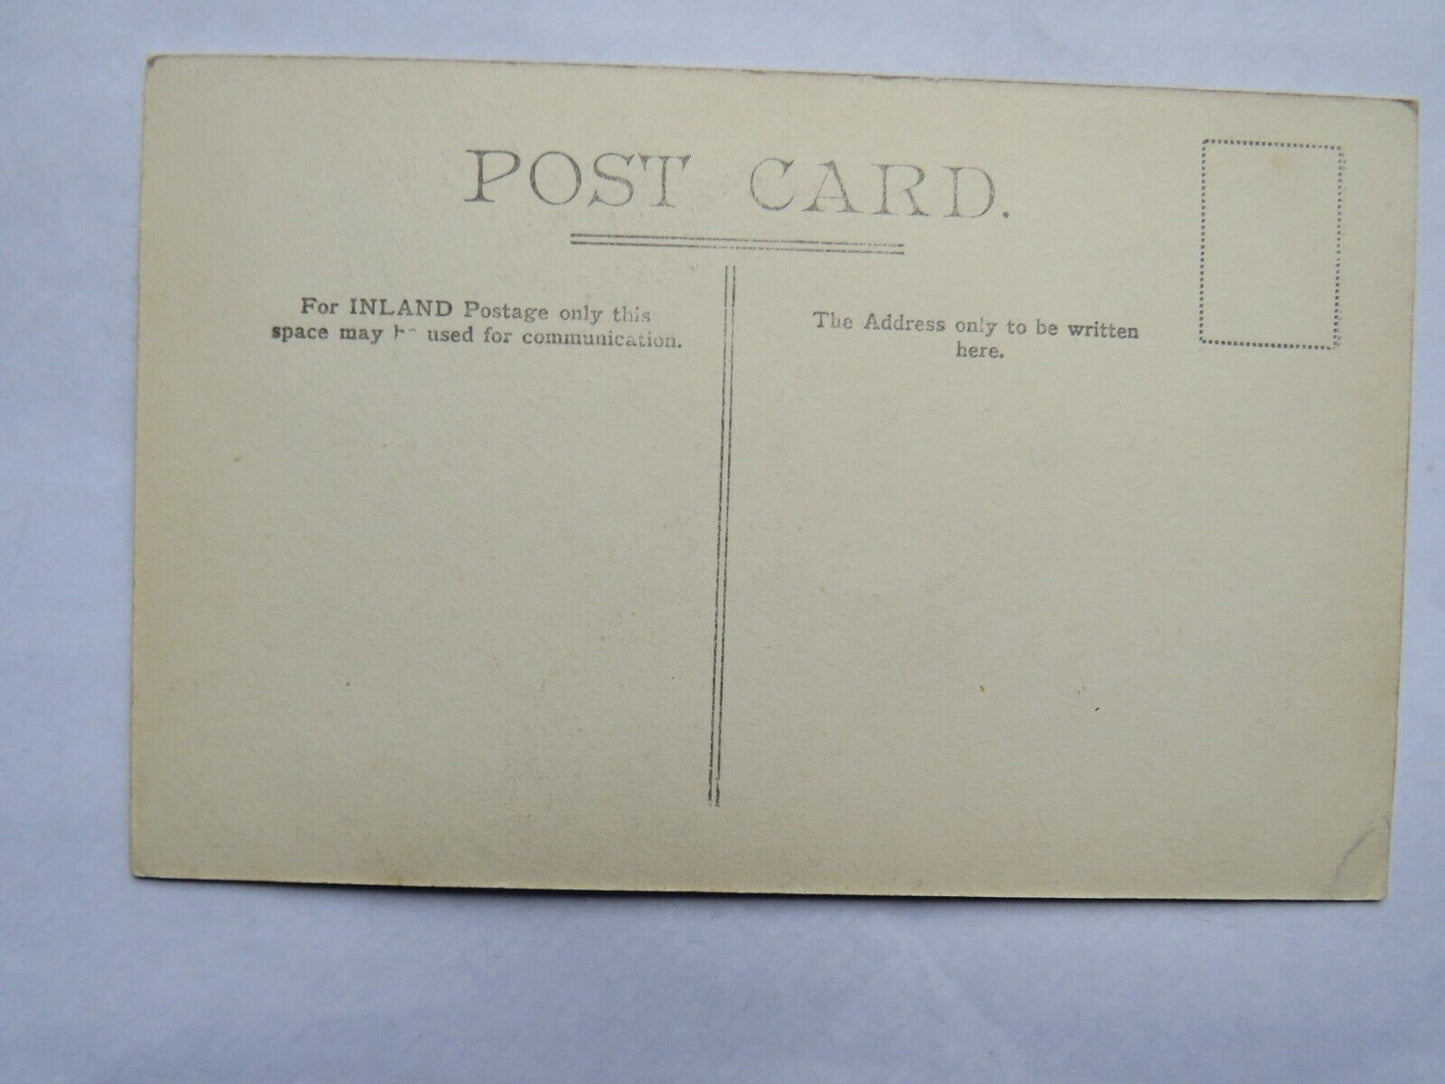 POST CARD.
For INLAND Postage only this
space may be used for communication.
The Address only to be written
here.